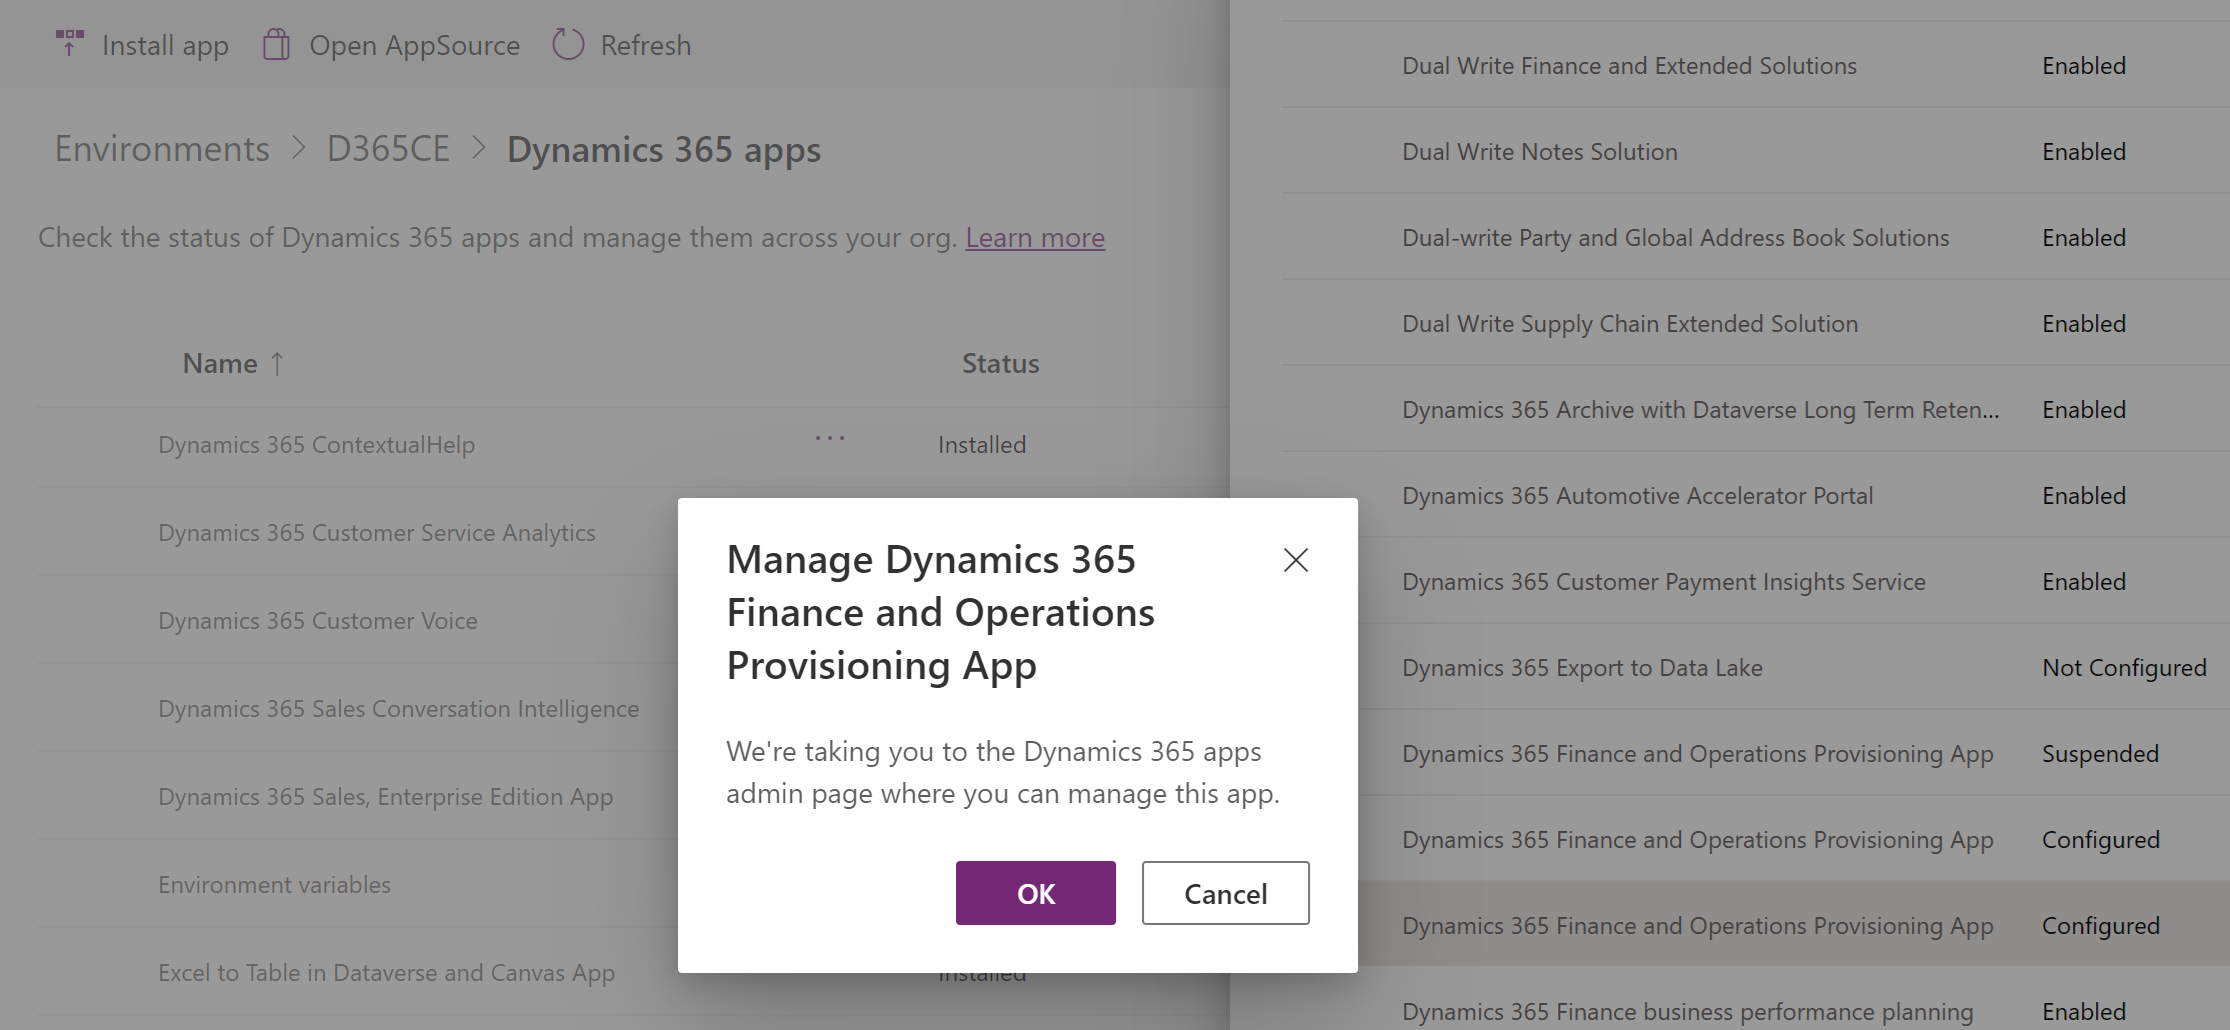 Install app
Open AppSource
Refresh
Environments > D365CE > Dynamics 365 apps
Check the status of Dynamics 365 apps and manage them across your org. Learn more
Name ↑
Status
Dynamics 365 ContextualHelp
...
Installed
Dynamics 365 Customer Service Analytics
Dynamics 365 Customer Voice
Dynamics 365 Sales Conversation Intelligence
Dynamics 365 Sales, Enterprise Edition App
Environment variables
Excel to Table in Dataverse and Canvas App
Installed
Manage Dynamics 365
Finance and Operations
Provisioning App
We're taking you to the Dynamics 365 apps
admin page where you can manage this app.
OK
Cancel
Dual Write Finance and Extended Solutions
Enabled
Dual Write Notes Solution
Enabled
Dual-write Party and Global Address Book Solutions
Enabled
Dual Write Supply Chain Extended Solution
Enabled
Dynamics 365 Archive with Dataverse Long Term Reten...
Enabled
Dynamics 365 Automotive Accelerator Portal
Enabled
Dynamics 365 Customer Payment Insights Service
Enabled
Dynamics 365 Export to Data Lake
Not Configured
Dynamics 365 Finance and Operations Provisioning App
Suspended
Dynamics 365 Finance and Operations Provisioning App
Configured
Dynamics 365 Finance and Operations Provisioning App
Configured
Dynamics 365 Finance business performance planning
Enabled